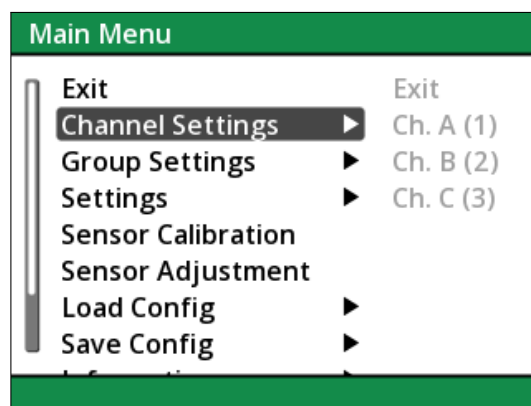 Main Menu
Exit
Channel Settings
Group Settings
Settings
Sensor Calibration
Sensor Adjustment
Load Config
Save Config
Exit
Ch. A (1)
Ch. B (2)
Ch. C (3)